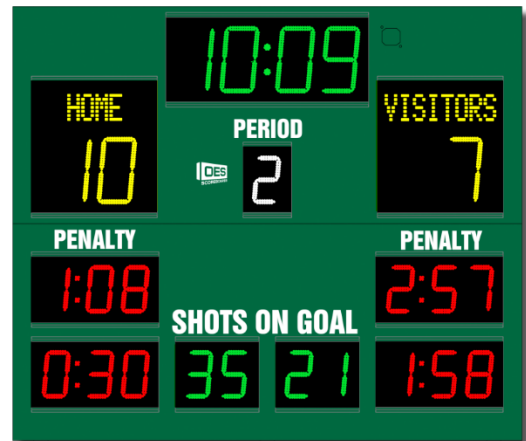 10:09
HOME
VISITORS
10
PERIOD
7
DES
2
PENALTY
PENALTY
1:08
2:57
SHOTS ON GOAL
0:30
35
21
1:58